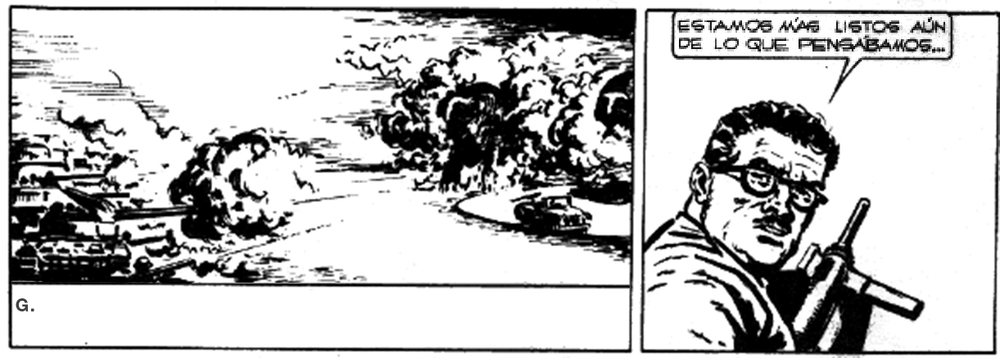 ESTAMOS MÁS LISTOS AÚN
DE LO QUE PENSÁBAMOS...
G.